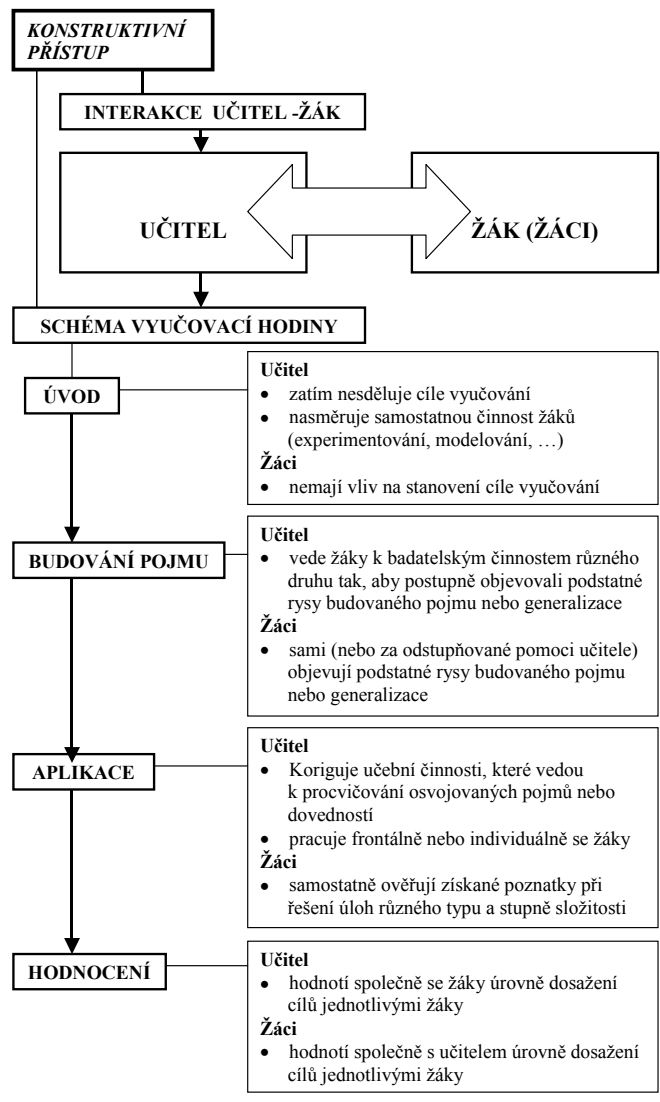 KONSTRUKTIVNÍ
PŘÍSTUP
INTERAKCE UČITEL -ŽÁK
UČITEL
ŽÁK (ŽÁCI)
SCHÉMA VYUČOVACÍ HODINY
ÚVOD
Učitel
• zatím nesděluje cíle vyučování
• nasměruje samostatnou činnost žáků
(experimentování, modelování, …)
Žáci
• nemají vliv na stanovení cíle vyučování
BUDOVÁNÍ POJMU
Učitel
• vede žáky k badatelským činnostem různého
druhu tak, aby postupně objevovali podstatné
rysy budovaného pojmu nebo generalizace
Žáci
• sami (nebo za odstupňované pomoci učitele)
objevují podstatné rysy budovaného pojmu
nebo generalizace
APLIKACE
Učitel
• Koriguje učební činnosti, které vedou
k procvičování osvojovaných pojmů nebo
dovedností
• pracuje frontálně nebo individuálně se žáky
Žáci
• samostatně ověřují získané poznatky při
řešení úloh různého typu a stupně složitosti
HODNOCENÍ
Učitel
• hodnotí společně se žáky úrovně dosažení
cílů jednotlivými žáky
Žáci
• hodnotí společně s učitelem úrovně dosažení
cílů jednotlivými žáky